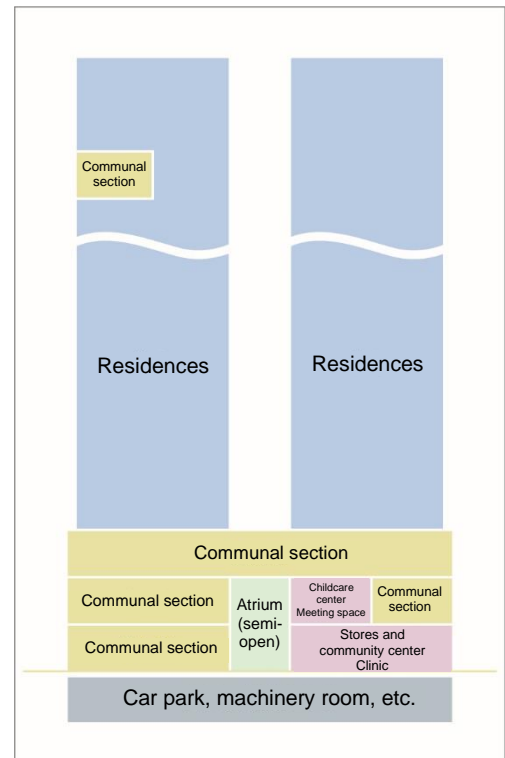 Communal
section
Residences
Residences
Communal section
Communal section
Atrium
(semi-
open)
Childcare
center
Meeting space
Communal
section
Communal section
Stores and
community center
Clinic
Car park, machinery room, etc.